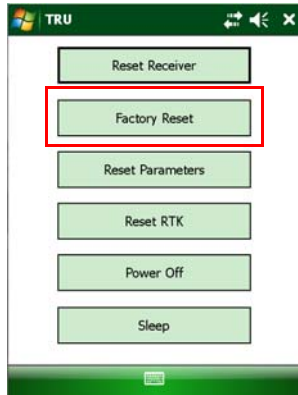 TRU
Reset Receiver
Factory Reset
Reset Parameters
Reset RTK
Power Off
Sleep